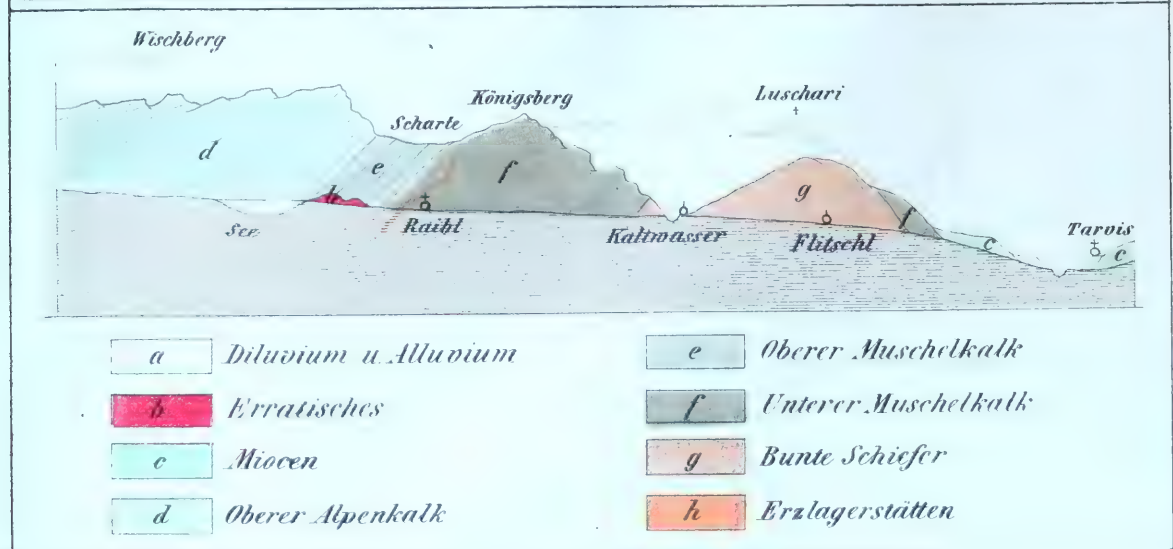 Wischberg
Königsberg
Luschari
Scharte
d
e
f
g
b
f
See
Raibl
Kaltwasser
Flitschl
c
Tarvis
c
a Diluvium u. Alluvium
b Erratisches
c Miocen
d Oberer Alpenkalk
e Oberer Muschelkalk
f Unterer Muschelkalk
g Bunte Schiefer
h Erzlagerstätten